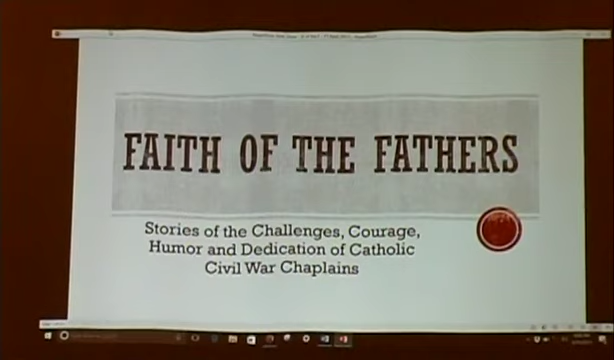 FAITH OF THE FATHERS
Stories of the Challenges, Courage,
Humor and Dedication of Catholic
Civil War Chaplains